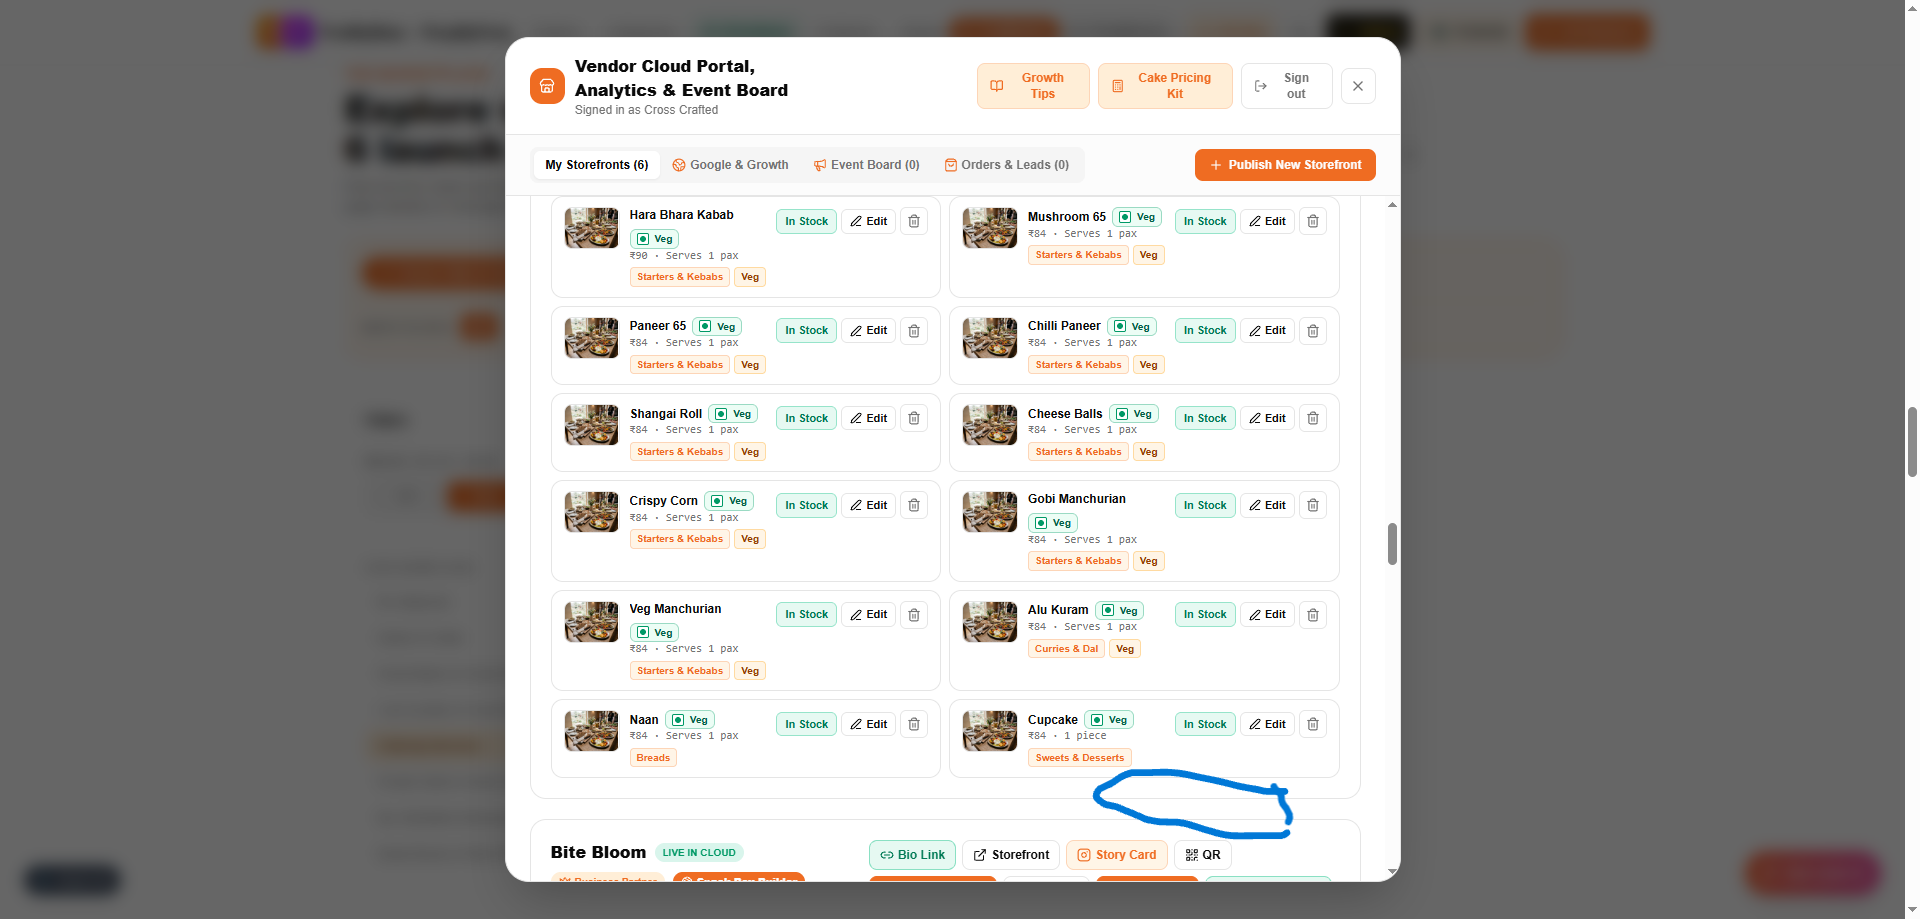 Vendor Cloud Portal,
Analytics & Event Board
Signed in as Cross Crafted
Growth
Tips
Cake Pricing
Kit
Sign
out
My Storefronts (6)
Google & Growth
Event Board (0)
Orders & Leads (0)
+ Publish New Storefront
Hara Bhara Kabab
Veg
₹90 · Serves 1 pax
Starters & Kebabs Veg
In Stock Edit
Mushroom 65 Veg
₹84 · Serves 1 pax
Starters & Kebabs Veg
In Stock Edit
Paneer 65 Veg
₹84 · Serves 1 pax
Starters & Kebabs Veg
In Stock Edit
Chilli Paneer Veg
₹84 · Serves 1 pax
Starters & Kebabs Veg
In Stock Edit
Shangai Roll Veg
₹84 · Serves 1 pax
Starters & Kebabs Veg
In Stock Edit
Cheese Balls Veg
₹84 · Serves 1 pax
Starters & Kebabs Veg
In Stock Edit
Crispy Corn Veg
₹84 · Serves 1 pax
Starters & Kebabs Veg
In Stock Edit
Gobi Manchurian
Veg
₹84 · Serves 1 pax
Starters & Kebabs Veg
In Stock Edit
Veg Manchurian
Veg
₹84 · Serves 1 pax
Starters & Kebabs Veg
In Stock Edit
Alu Kuram Veg
₹84 · Serves 1 pax
Curries & Dal Veg
In Stock Edit
Naan Veg
₹84 · Serves 1 pax
Breads
In Stock Edit
Cupcake Veg
₹84 · 1 piece
Sweets & Desserts
In Stock Edit
Bite Bloom LIVE IN CLOUD
Bio Link Storefront Story Card QR
Business Partner Snack Box Builder